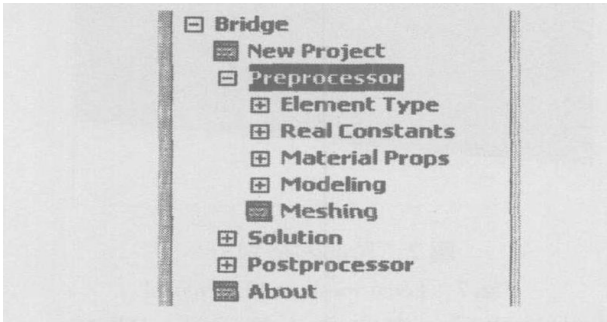 Bridge
New Project
Preprocessor
Element Type
Real Constants
Material Props
Modeling
Meshing
Solution
Postprocessor
About